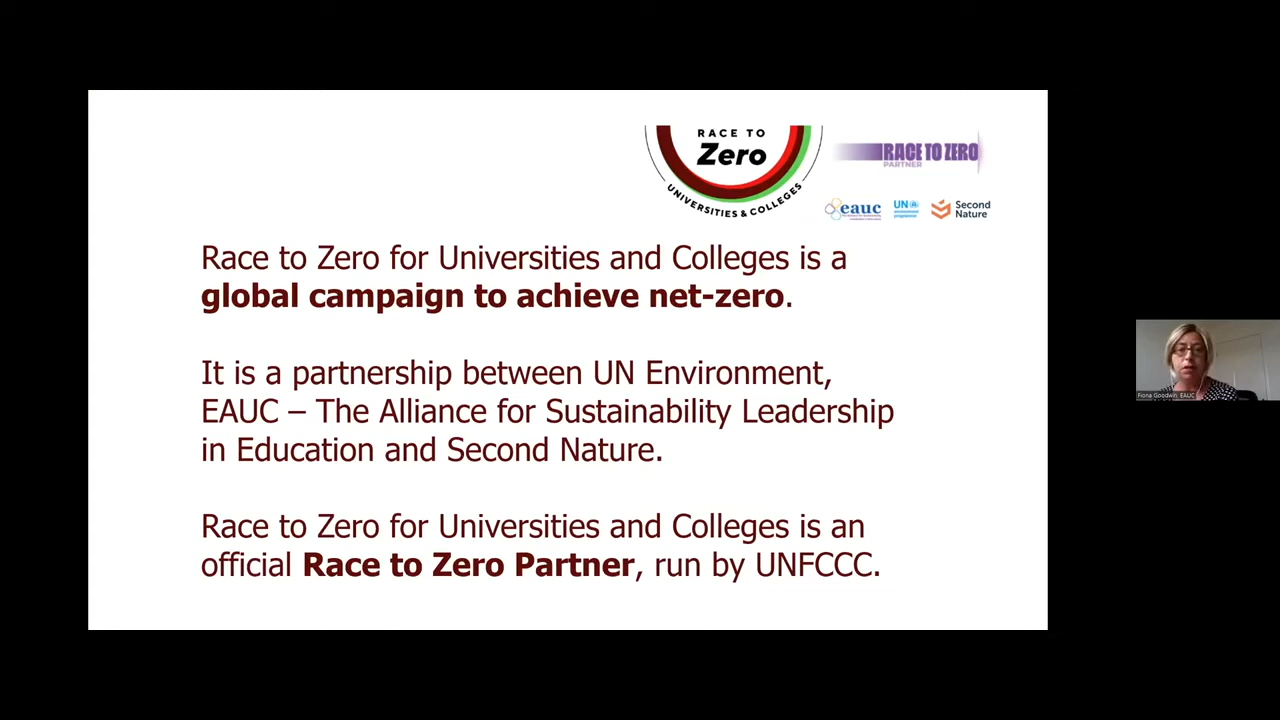 RACE TO
Zero
UNIVERSITIES & COLLEGES
RACE TO ZERO
PARTNER
eauc
UN
environment
programme
Second
Nature
Race to Zero for Universities and Colleges is a
global campaign to achieve net-zero.
It is a partnership between UN Environment,
EAUC – The Alliance for Sustainability Leadership
in Education and Second Nature.
Race to Zero for Universities and Colleges is an
official Race to Zero Partner, run by UNFCCC.
Fiona Goodwin EAUC